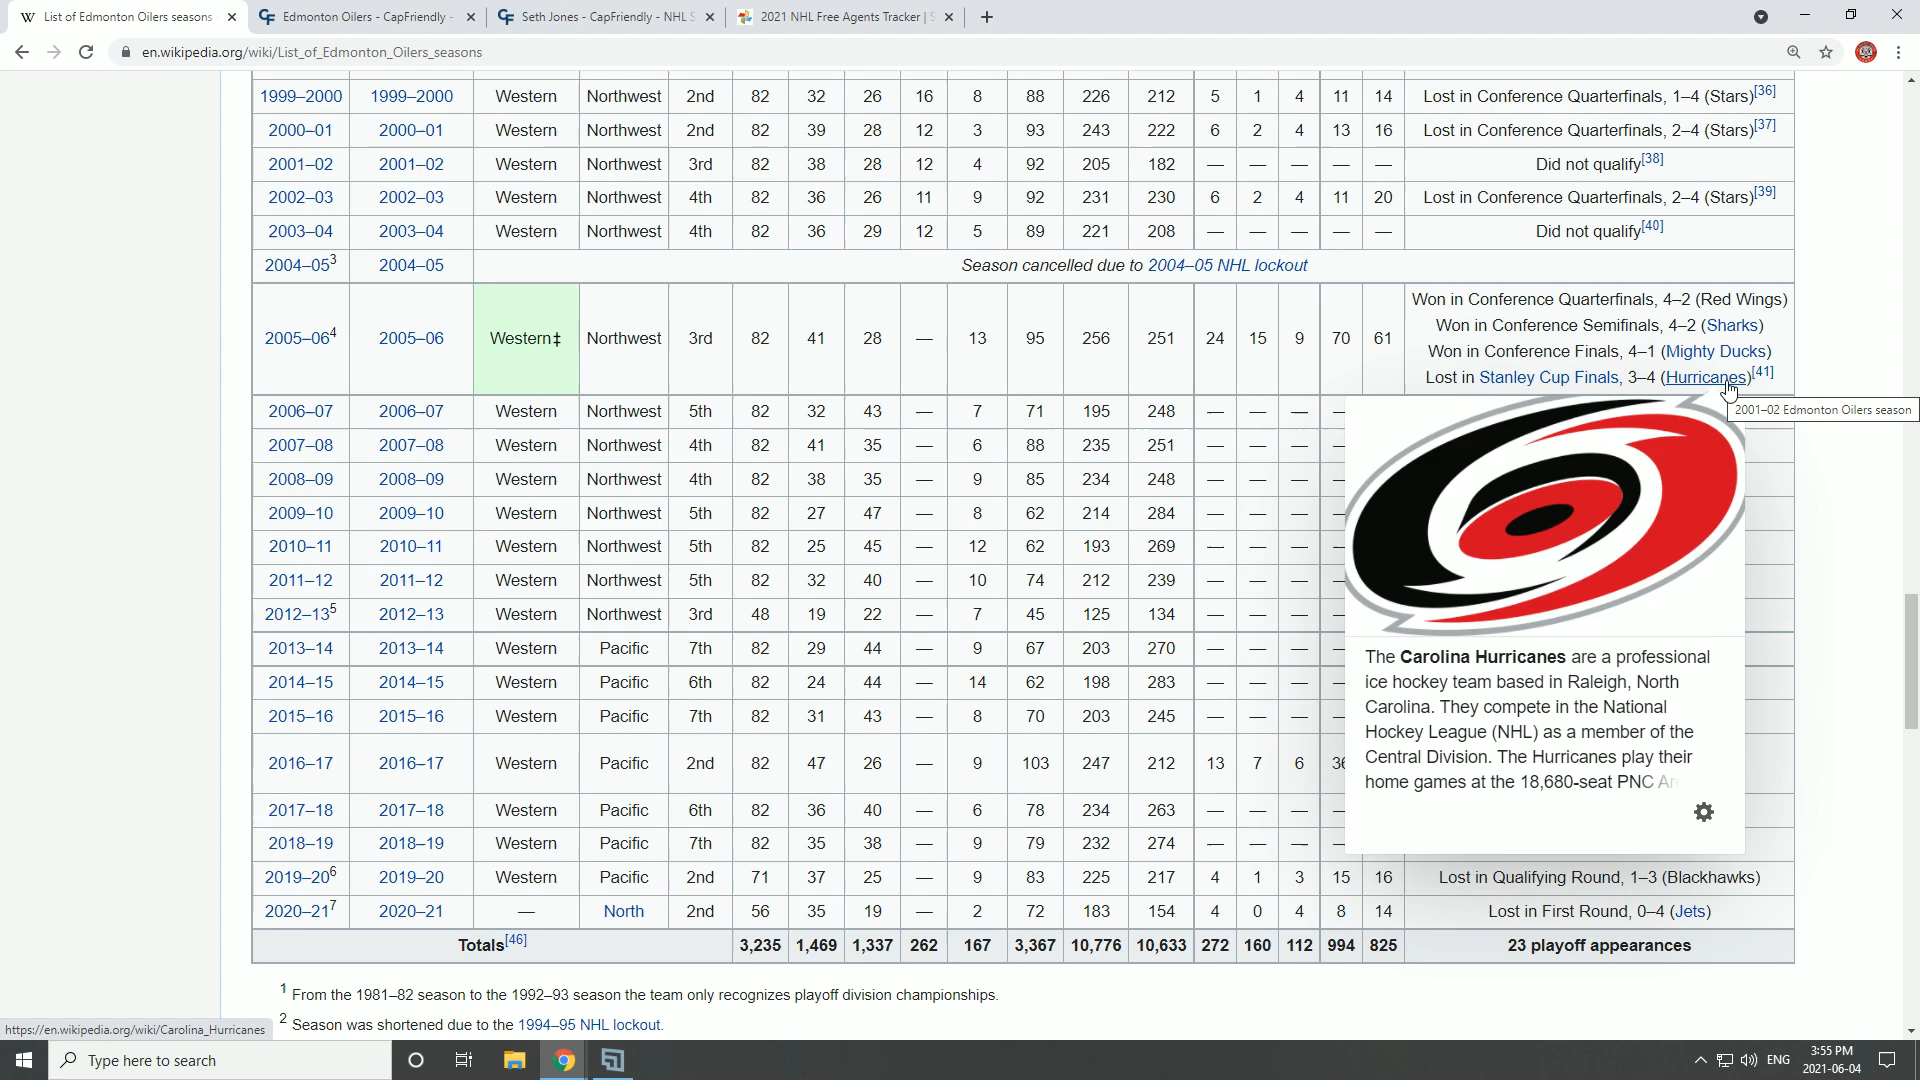 List of Edmonton Oilers seasons
Edmonton Oilers - CapFriendly -
Seth Jones - CapFriendly - NHL S
2021 NHL Free Agents Tracker | S
en.wikipedia.org/wiki/List_of_Edmonton_Oilers_seasons
1999–2000 1999–2000 Western Northwest 2nd 82 32 26 16 8 88 226 212 5 1 4 11 14 Lost in Conference Quarterfinals, 1–4 (Stars)[36]
2000–01 2000–01 Western Northwest 2nd 82 39 28 12 3 93 243 222 6 2 4 13 16 Lost in Conference Quarterfinals, 2–4 (Stars)[37]
2001–02 2001–02 Western Northwest 3rd 82 38 28 12 4 92 205 182 — — — — — Did not qualify[38]
2002–03 2002–03 Western Northwest 4th 82 36 26 11 9 92 231 230 6 2 4 11 20 Lost in Conference Quarterfinals, 2–4 (Stars)[39]
2003–04 2003–04 Western Northwest 4th 82 36 29 12 5 89 221 208 — — — — — Did not qualify[40]
2004–05³ 2004–05 Season cancelled due to 2004–05 NHL lockout
2005–06⁴ 2005–06 Western‡ Northwest 3rd 82 41 28 — 13 95 256 251 24 15 9 70 61
Won in Conference Quarterfinals, 4–2 (Red Wings)
Won in Conference Semifinals, 4–2 (Sharks)
Won in Conference Finals, 4–1 (Mighty Ducks)
Lost in Stanley Cup Finals, 3–4 (Hurricanes)[41]
2001–02 Edmonton Oilers season
2006–07 2006–07 Western Northwest 5th 82 32 43 — 7 71 195 248 — — — —
2007–08 2007–08 Western Northwest 4th 82 41 35 — 6 88 235 251 — — — —
2008–09 2008–09 Western Northwest 4th 82 38 35 — 9 85 234 248 — — — —
2009–10 2009–10 Western Northwest 5th 82 27 47 — 8 62 214 284 — — — —
2010–11 2010–11 Western Northwest 5th 82 25 45 — 12 62 193 269 — — — —
2011–12 2011–12 Western Northwest 5th 82 32 40 — 10 74 212 239 — — — —
2012–13⁵ 2012–13 Western Northwest 3rd 48 19 22 — 7 45 125 134 — — — —
2013–14 2013–14 Western Pacific 7th 82 29 44 — 9 67 203 270 — — — —
2014–15 2014–15 Western Pacific 6th 82 24 44 — 14 62 198 283 — — — —
2015–16 2015–16 Western Pacific 7th 82 31 43 — 8 70 203 245 — — — —
2016–17 2016–17 Western Pacific 2nd 82 47 26 — 9 103 247 212 13 7 6
2017–18 2017–18 Western Pacific 6th 82 36 40 — 6 78 234 263 — — — —
2018–19 2018–19 Western Pacific 7th 82 35 38 — 9 79 232 274 — — — —
2019–20⁶ 2019–20 Western Pacific 2nd 71 37 25 — 9 83 225 217 4 1 3 15 16 Lost in Qualifying Round, 1–3 (Blackhawks)
2020–21⁷ 2020–21 — North 2nd 56 35 19 — 2 72 183 154 4 0 4 8 14 Lost in First Round, 0–4 (Jets)
Totals[46] 3,235 1,469 1,337 262 167 3,367 10,776 10,633 272 160 112 994 825 23 playoff appearances
The Carolina Hurricanes are a professional
ice hockey team based in Raleigh, North
Carolina. They compete in the National
Hockey League (NHL) as a member of the
Central Division. The Hurricanes play their
home games at the 18,680-seat PNC
¹ From the 1981–82 season to the 1992–93 season the team only recognizes playoff division championships.
² Season was shortened due to the 1994–95 NHL lockout.
https://en.wikipedia.org/wiki/Carolina_Hurricanes
Type here to search
ENG
3:55 PM
2021-06-04